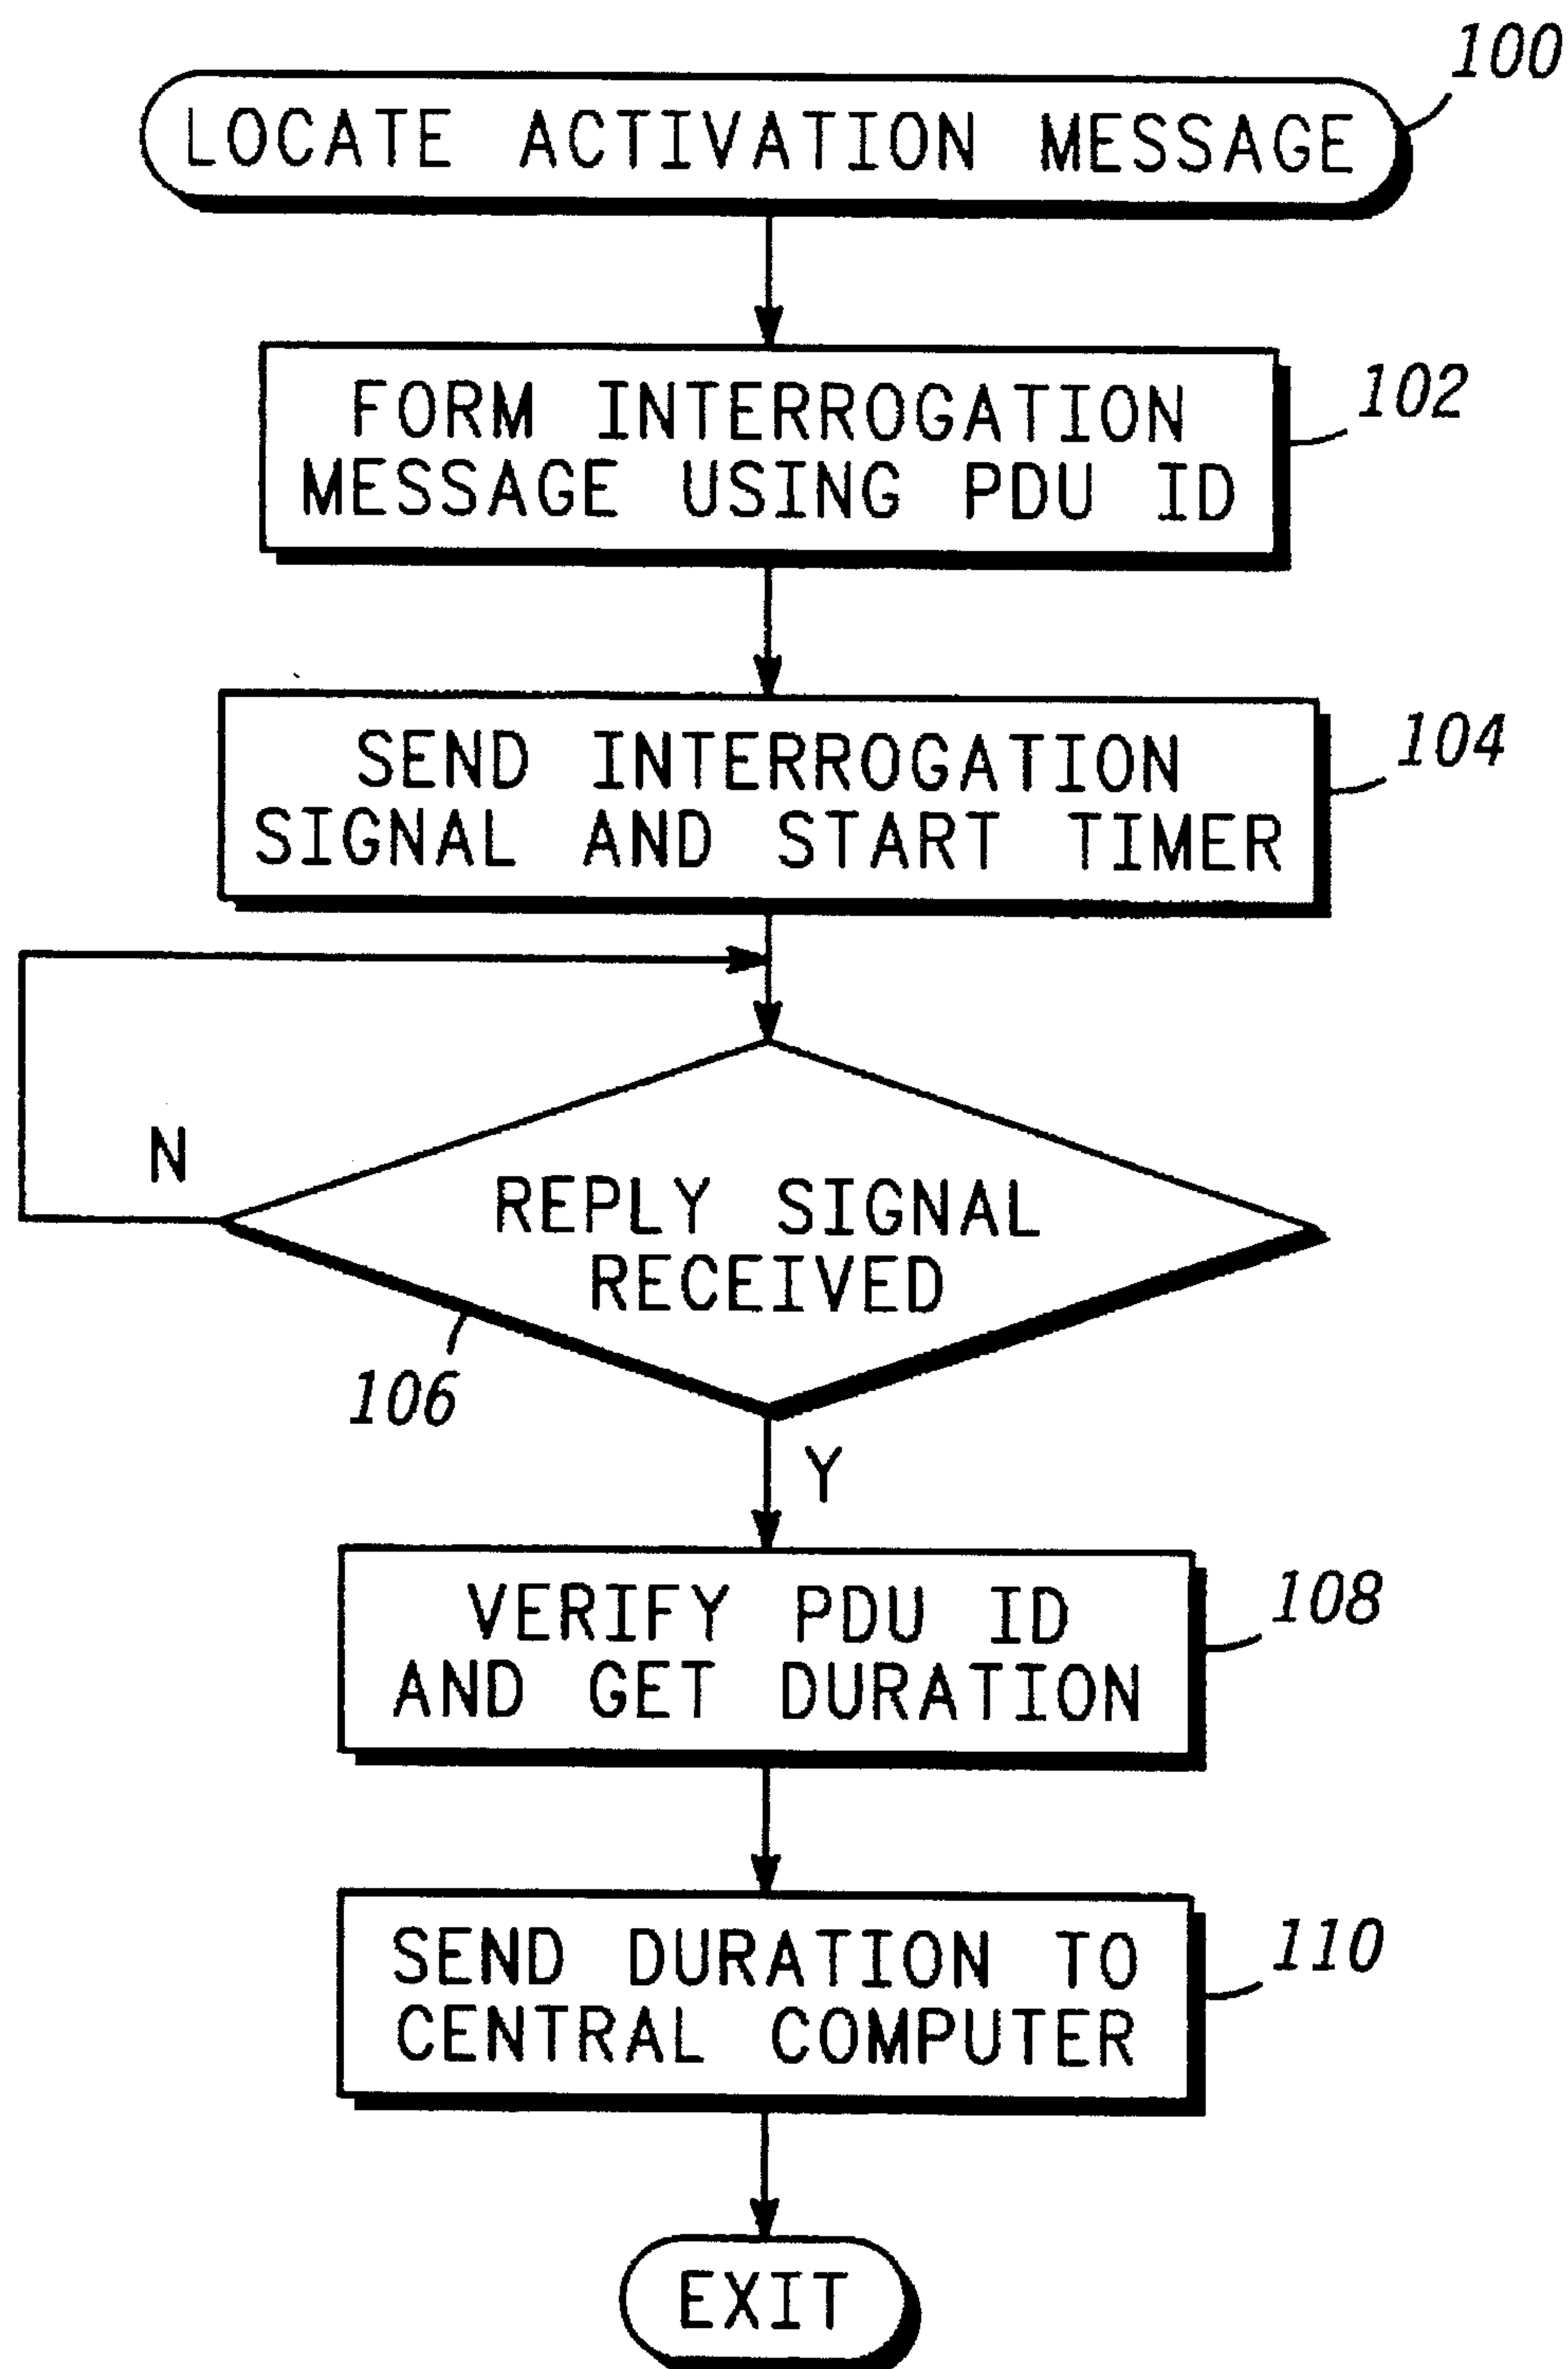 100
LOCATE ACTIVATION MESSAGE
102
FORM INTERROGATION
MESSAGE USING PDU ID
104
SEND INTERROGATION
SIGNAL AND START TIMER
N
REPLY SIGNAL
RECEIVED
106
Y
108
VERIFY PDU ID
AND GET DURATION
110
SEND DURATION TO
CENTRAL COMPUTER
EXIT